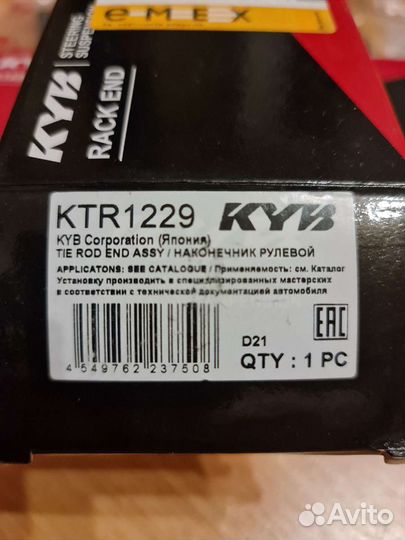 emex
KYB
STEERING
SUSPENSION
RACK END
KTR1229 KYB
KYB Corporation (Япония)
TIE ROD END ASSY / НАКОНЕЧНИК РУЛЕВОЙ
APPLICATONS: SEE CATALOGUE / Применяемость: см. Каталог
Установку производить в специализированных мастерских
в соответствии с технической документацией автомобиля
EAC
D21
QTY : 1 PC
4 549762 237508
Avito